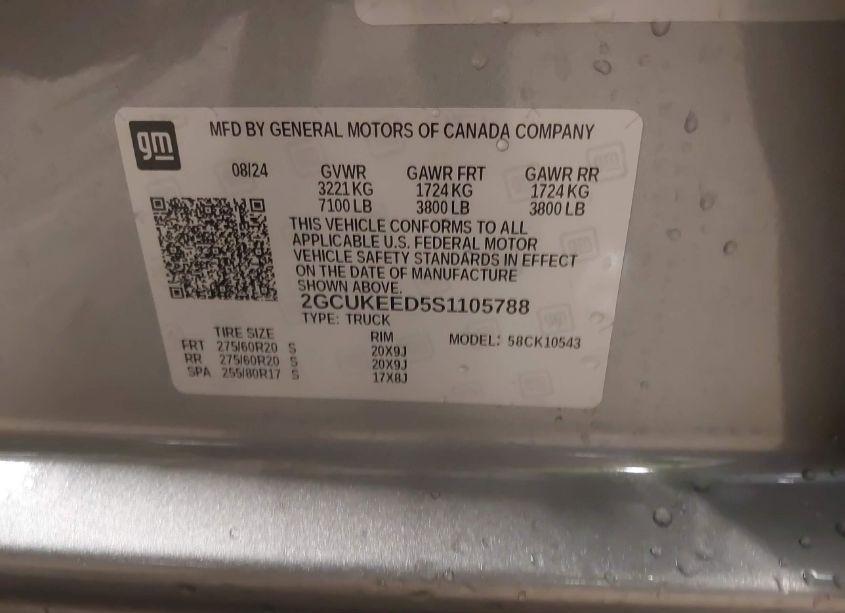 gm
MFD BY GENERAL MOTORS OF CANADA COMPANY
08/24 GVWR GAWR FRT GAWR RR
3221 KG 1724 KG 1724 KG
7100 LB 3800 LB 3800 LB
THIS VEHICLE CONFORMS TO ALL
APPLICABLE U.S. FEDERAL MOTOR
VEHICLE SAFETY STANDARDS IN EFFECT
ON THE DATE OF MANUFACTURE
SHOWN ABOVE.
2GCUKEED5S1105788
TYPE: TRUCK
TIRE SIZE RIM MODEL: 58CK10543
FRT 275/60R20 S 20X9J
RR 275/60R20 S 20X9J
SPA 255/80R17 S 17X8J